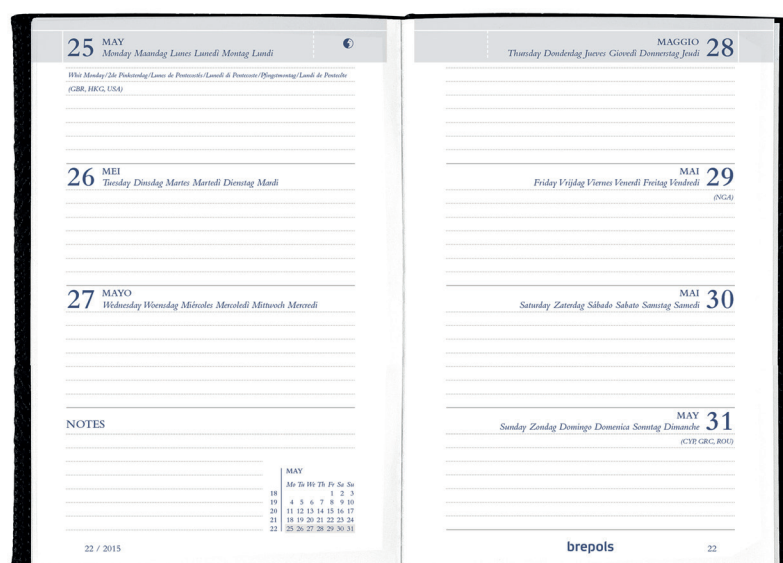 25 MAY
Monday Maandag Lunes Lunedì Montag Lundi
Whit Monday/2de Pinksterdag/Lunes de Pentecostés/Lunedì di Pentecoste/Pfingstmontag/Lundi de Pentecôte
(GBR, HKG, USA)
26 MEI
Tuesday Dinsdag Martes Martedì Dienstag Mardi
27 MAYO
Wednesday Woensdag Miércoles Mercoledì Mittwoch Mercredi
NOTES
MAY
Mo Tu We Th Fr Sa Su
18 1 2 3
19 4 5 6 7 8 9 10
20 11 12 13 14 15 16 17
21 18 19 20 21 22 23 24
22 25 26 27 28 29 30 31
22 / 2015
MAGGIO 28
Thursday Donderdag Jueves Giovedì Donnerstag Jeudi
MAI 29
Friday Vrijdag Viernes Venerdì Freitag Vendredi
(NGA)
MAI 30
Saturday Zaterdag Sábado Sabato Samstag Samedi
MAY 31
Sunday Zondag Domingo Domenica Sonntag Dimanche
(CYP, GRC, ROU)
brepols
22